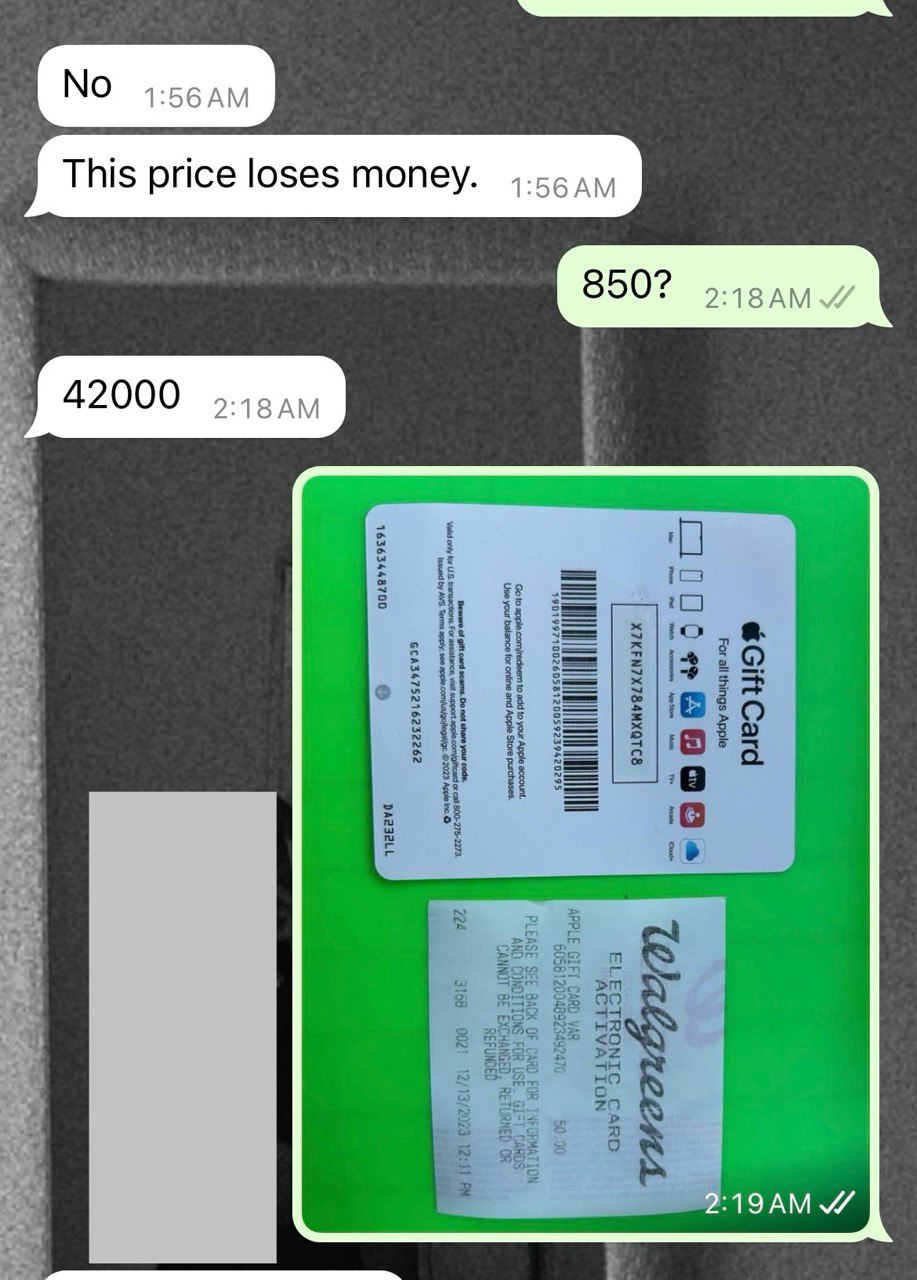 No 1:56 AM
This price loses money. 1:56 AM
850? 2:18 AM
42000 2:18 AM
Gift Card
For all things Apple
Mac iPhone iPad Watch Accessories App Store Music TV+ Arcade iCloud+
X7KFN7X784MXQTC8
190199710026058120059239420295
Go to apple.com/redeem to add to your Apple account.
Use your balance for online and Apple Store purchases.
Beware of gift card scams. Do not share your code.
Valid only for U.S. transactions. For assistance, visit support.apple.com/giftcard or call 800-275-2273.
Issued by AVS. Terms apply; see apple.com/us/go/legal/gc. © 2023 Apple Inc.
GCA3475216232262
16363448700 DA232LL
Walgreens
ELECTRONIC CARD
ACTIVATION
APPLE GIFT CARD VAR
6058120048923492470 50.00
PLEASE SEE BACK OF CARD FOR INFORMATION
AND CONDITIONS FOR USE. GIFT CARDS
CANNOT BE EXCHANGED, RETURNED OR
REFUNDED
224 3168 0021 12/13/2023 12:11 PM
2:19 AM